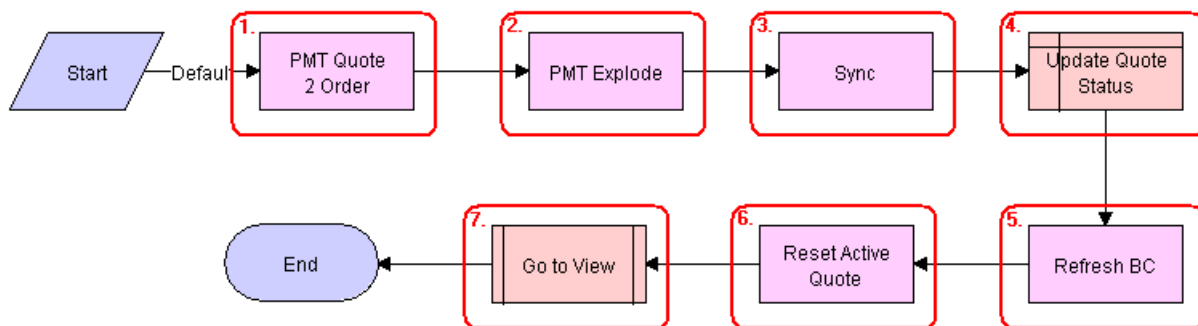 1.
Start
Defaul
PMT Quote
2 Order
2.
PMT Explode
3.
Sync
4.
Update Quote
Status
5.
Refresh BC
6.
Reset Active
Quote
7.
Go to View
End